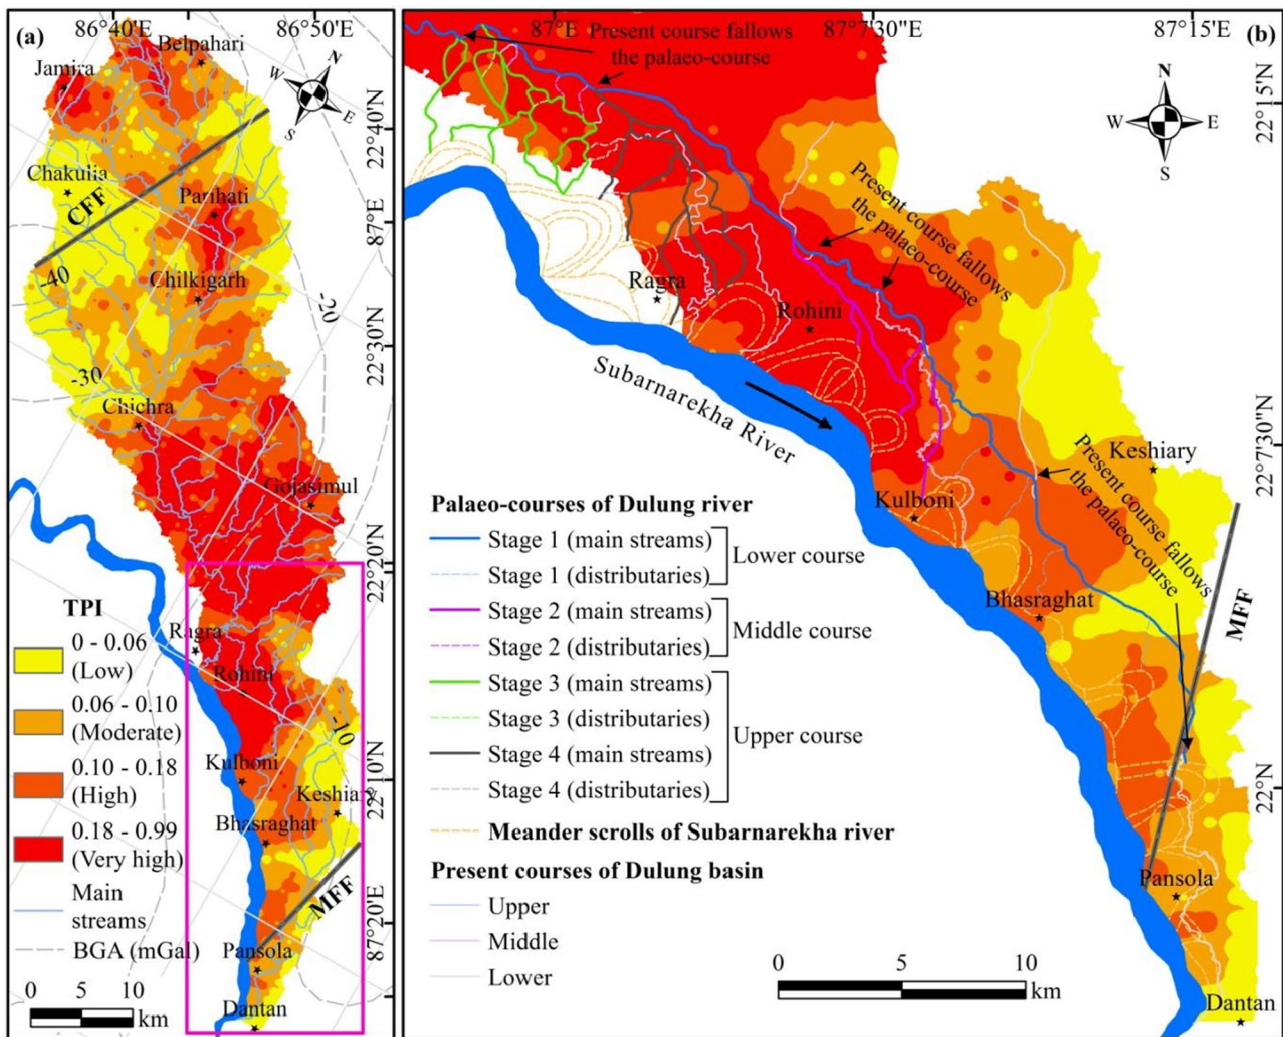 (a)
86°40'E
86°50'E
Belpahari
Jamira
N
W
E
S
22°40'N
Chakulia
CFF
Parihati
87°E
-40
Chilkigarh
-20
22°30'N
-30
Chichra
Gojasimul
22°20'N
TPI
0 - 0.06
(Low)
0.06 - 0.10
(Moderate)
0.10 - 0.18
(High)
0.18 - 0.99
(Very high)
Main
streams
BGA (mGal)
0 5 10
km
Ragra
Rohini
-10
22°10'N
Kulboni
Keshiary
Bhasraghat
MFF
87°20'E
Pansola
Dantan
87°E
87°7'30"E
87°15'E
(b)
Present course fallows
the palaeo-course
N
W
E
S
22°15'N
Present course fallows
the palaeo-course
Ragra
Rohini
Subarnarekha River
22°7'30"N
Keshiary
Present course fallows
the palaeo-course
Kulboni
Bhasraghat
MFF
22°N
Pansola
Dantan
Palaeo-courses of Dulung river
Stage 1 (main streams)
Stage 1 (distributaries)
Lower course
Stage 2 (main streams)
Stage 2 (distributaries)
Middle course
Stage 3 (main streams)
Stage 3 (distributaries)
Stage 4 (main streams)
Stage 4 (distributaries)
Upper course
Meander scrolls of Subarnarekha river
Present courses of Dulung basin
Upper
Middle
Lower
0 5 10
km